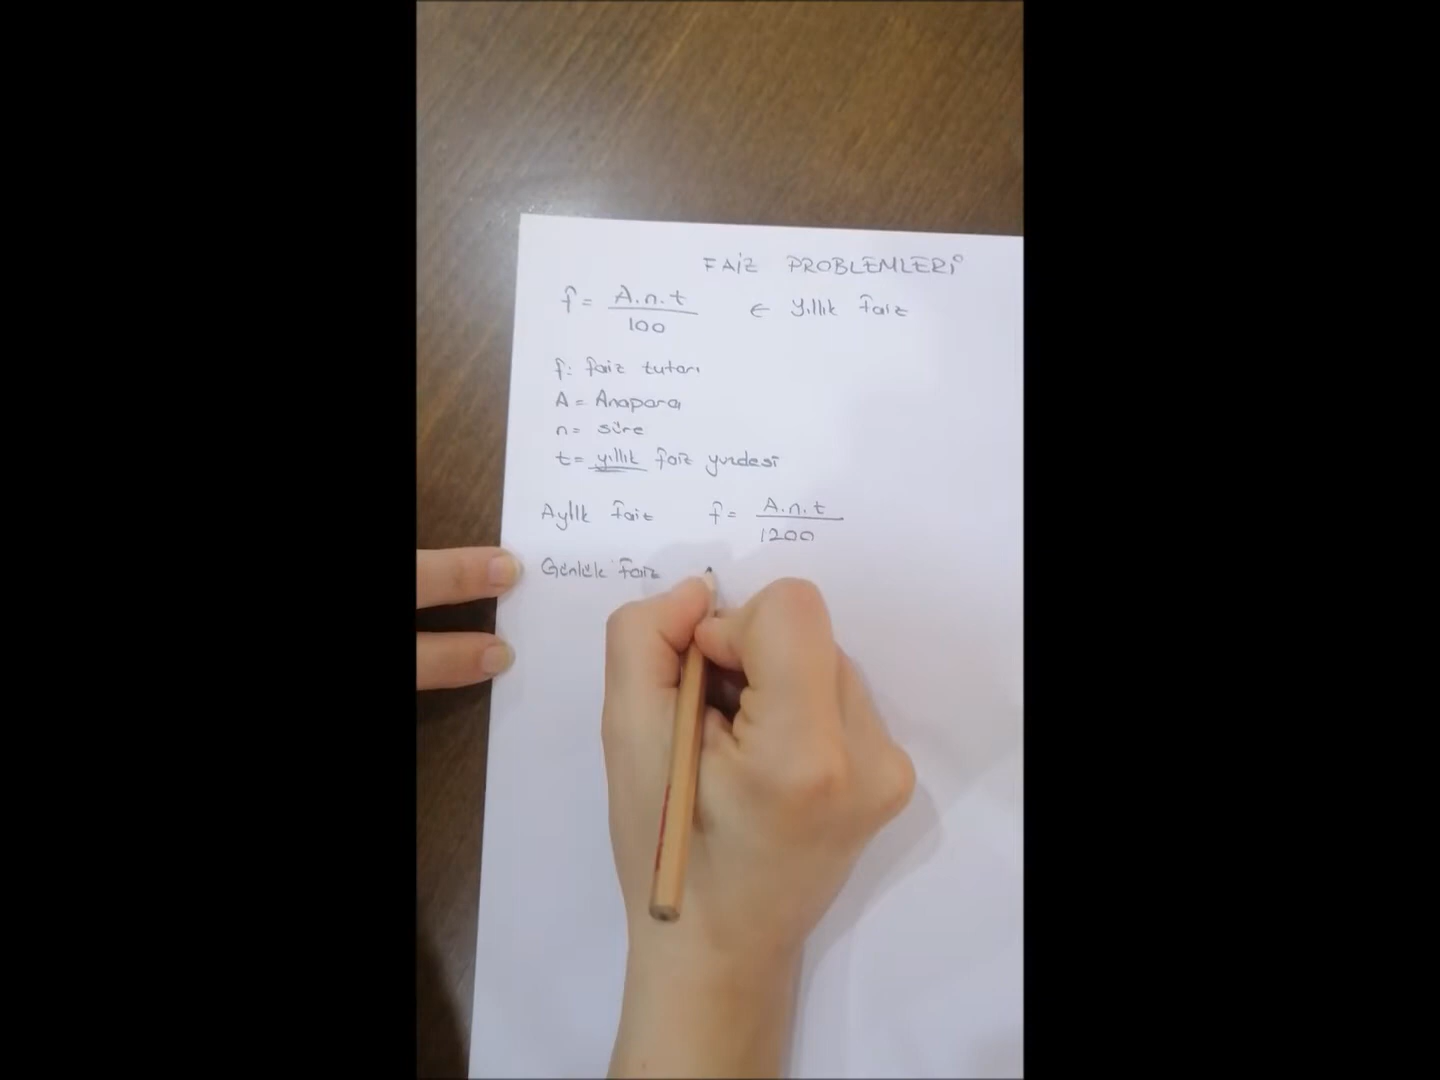 FAİZ PROBLEMLERİ
f = A.n.t / 100 ← Yıllık Faiz
f: faiz tutarı
A = Anapara
n = süre
t = yıllık faiz yüzdesi
Aylık Faiz f = A.n.t / 1200
Günlük Faiz